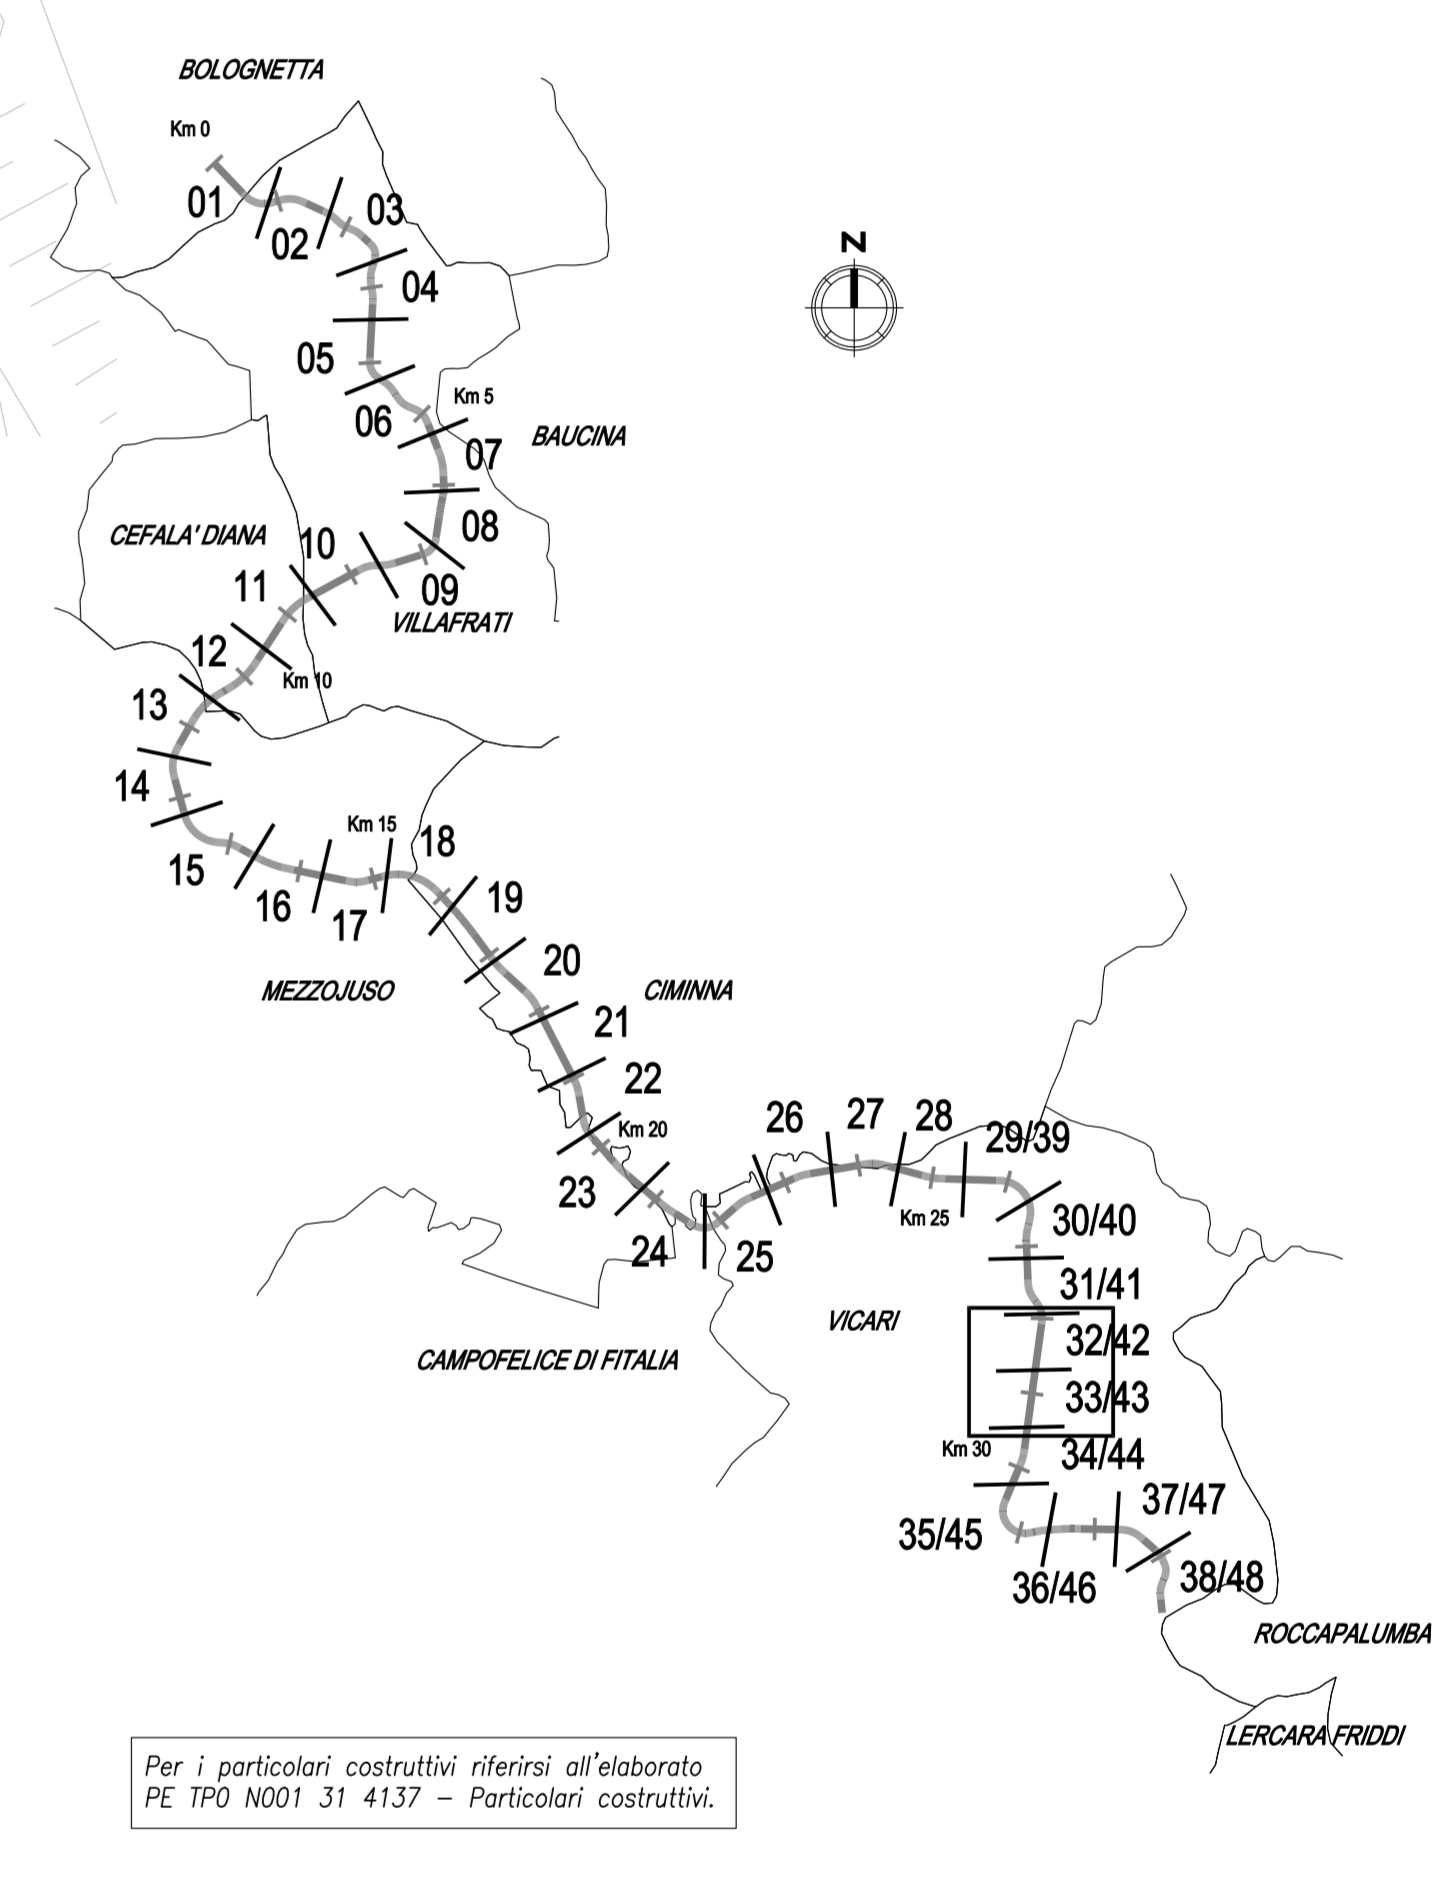 BOLOGNETTA
Km 0
01
02
03
N
04
05
Km 5
06
BAUCINA
07
08
CEFALA' DIANA
10
11
09
VILLAFRATI
12
Km 10
13
14
Km 15
18
15
16
17
19
20
MEZZOJUSO
CIMINNA
21
22
Km 20
26
27
28
29/39
23
24
25
Km 25
30/40
31/41
VICARI
32/42
CAMPOFELICE DI FITALIA
33/43
Km 30
34/44
37/47
35/45
36/46
38/48
ROCCAPALUMBA
LERCARA FRIDDI
Per i particolari costruttivi riferirsi all'elaborato
PE TP0 N001 31 4137 – Particolari costruttivi.